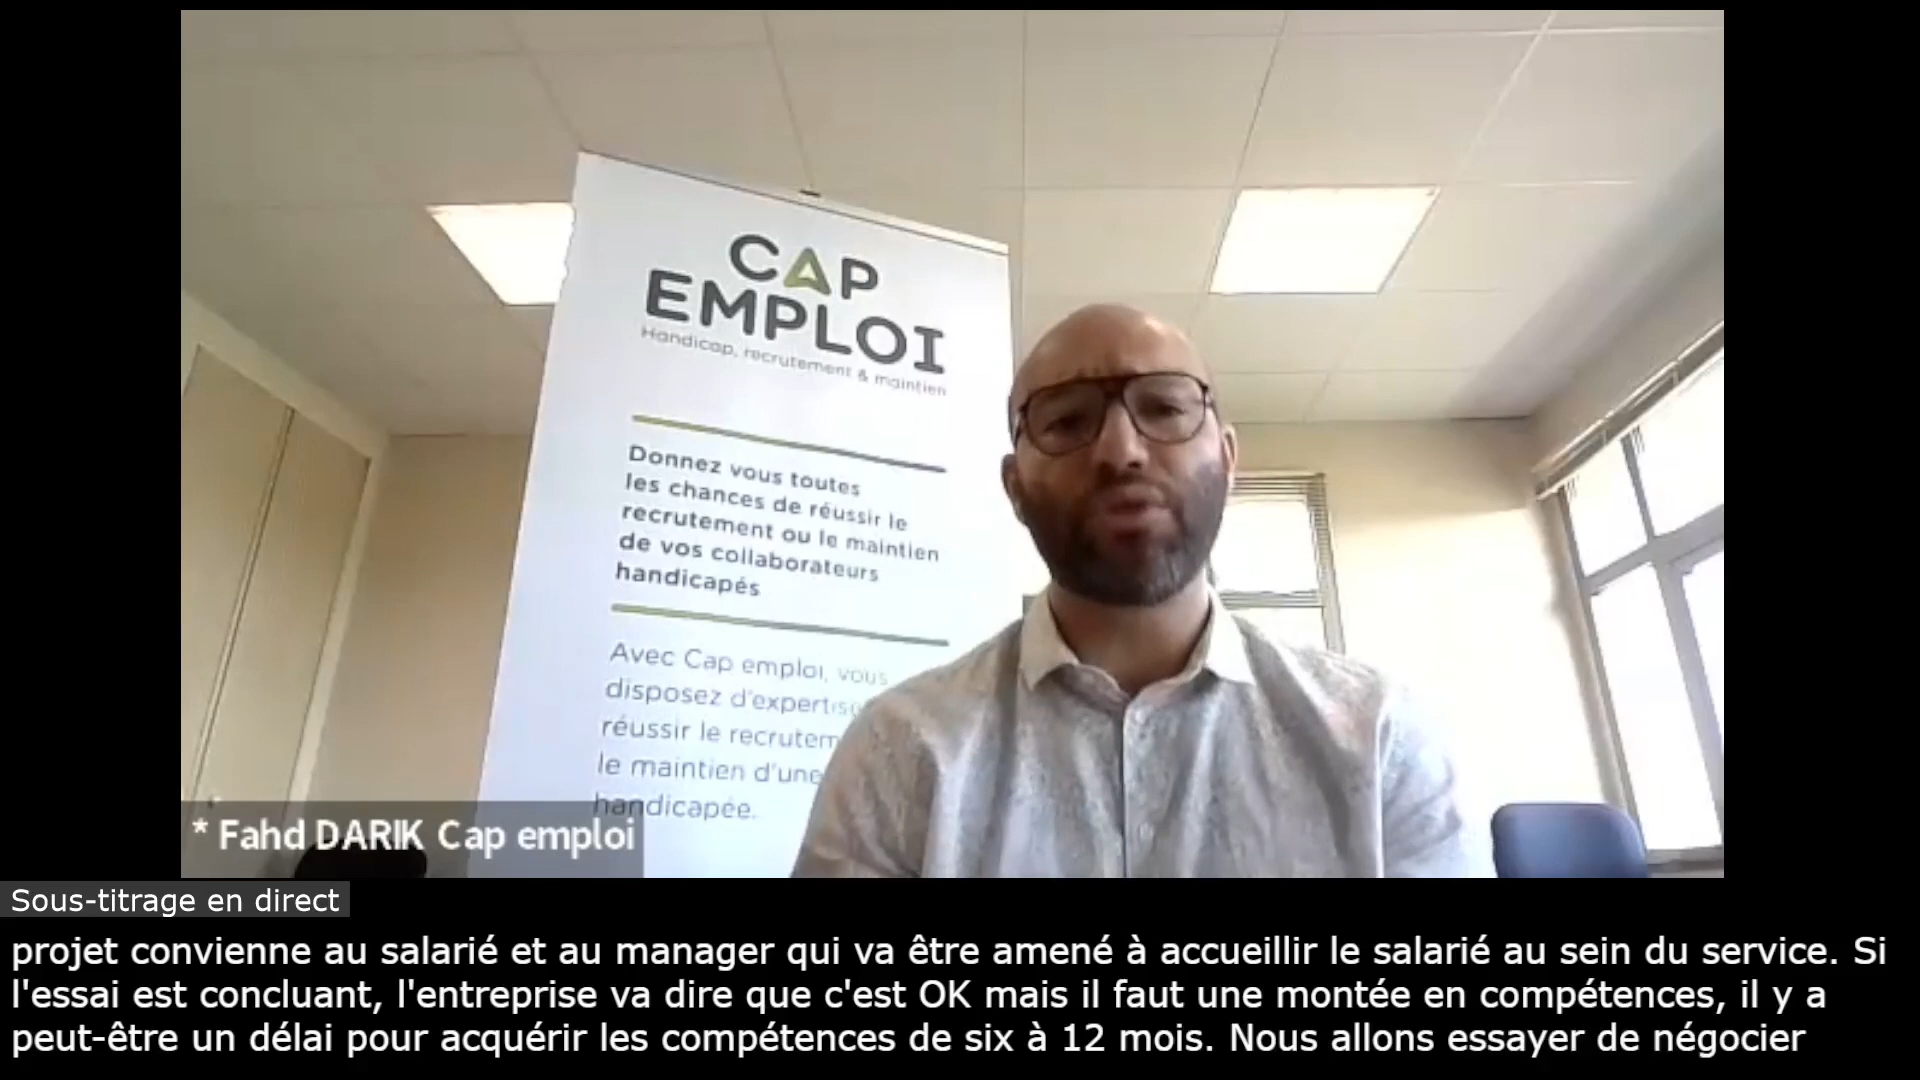 CAP
EMPLOI
Handicap, recrutement & maintien
Donnez vous toutes
les chances de réussir le
recrutement ou le maintien
de vos collaborateurs
handicapés
Avec Cap emploi, vous
disposez d'expertise
réussir le recrutem
le maintien d'une
handicapée.
* Fahd DARIK Cap emploi
Sous-titrage en direct
projet convienne au salarié et au manager qui va être amené à accueillir le salarié au sein du service. Si
l'essai est concluant, l'entreprise va dire que c'est OK mais il faut une montée en compétences, il y a
peut-être un délai pour acquérir les compétences de six à 12 mois. Nous allons essayer de négocier